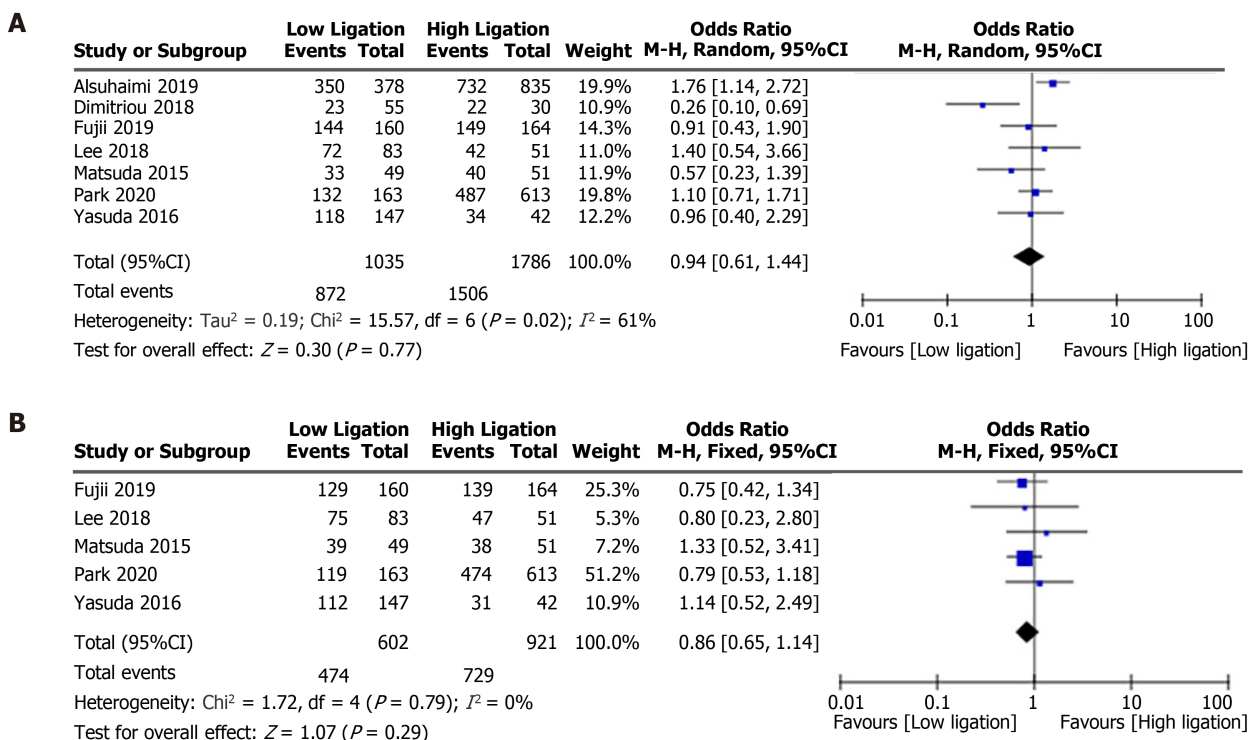 A
Low Ligation High Ligation Odds Ratio Odds Ratio
Study or Subgroup Events Total Events Total Weight M-H, Random, 95%CI M-H, Random, 95%CI
Alsuhaimi 2019 350 378 732 835 19.9% 1.76 [1.14, 2.72]
Dimitriou 2018 23 55 22 30 10.9% 0.26 [0.10, 0.69]
Fujii 2019 144 160 149 164 14.3% 0.91 [0.43, 1.90]
Lee 2018 72 83 42 51 11.0% 1.40 [0.54, 3.66]
Matsuda 2015 33 49 40 51 11.9% 0.57 [0.23, 1.39]
Park 2020 132 163 487 613 19.8% 1.10 [0.71, 1.71]
Yasuda 2016 118 147 34 42 12.2% 0.96 [0.40, 2.29]
Total (95%CI) 1035 1786 100.0% 0.94 [0.61, 1.44]
Total events 872 1506
Heterogeneity: Tau² = 0.19; Chi² = 15.57, df = 6 (P = 0.02); I² = 61%
Test for overall effect: Z = 0.30 (P = 0.77)
0.01 0.1 1 10 100
Favours [Low ligation] Favours [High ligation]
B
Low Ligation High Ligation Odds Ratio Odds Ratio
Study or Subgroup Events Total Events Total Weight M-H, Fixed, 95%CI M-H, Fixed, 95%CI
Fujii 2019 129 160 139 164 25.3% 0.75 [0.42, 1.34]
Lee 2018 75 83 47 51 5.3% 0.80 [0.23, 2.80]
Matsuda 2015 39 49 38 51 7.2% 1.33 [0.52, 3.41]
Park 2020 119 163 474 613 51.2% 0.79 [0.53, 1.18]
Yasuda 2016 112 147 31 42 10.9% 1.14 [0.52, 2.49]
Total (95%CI) 602 921 100.0% 0.86 [0.65, 1.14]
Total events 474 729
Heterogeneity: Chi² = 1.72, df = 4 (P = 0.79); I² = 0%
Test for overall effect: Z = 1.07 (P = 0.29)
0.01 0.1 1 10 100
Favours [Low ligation] Favours [High ligation]